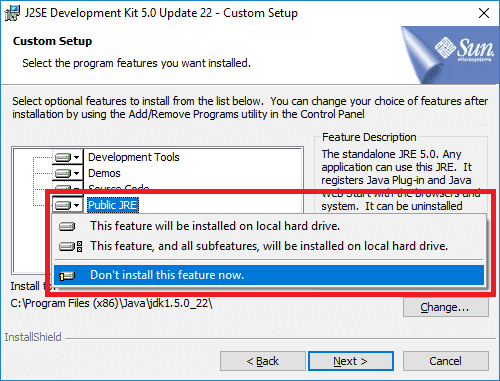 J2SE Development Kit 5.0 Update 22 - Custom Setup
Custom Setup
Select the program features you want installed.
Sun
microsystems
Select optional features to install from the list below. You can change your choice of features after
installation by using the Add/Remove Programs utility in the Control Panel
Development Tools
Demos
Source Code
Public JRE
Feature Description
The standalone JRE 5.0. Any
application can use this JRE. It
registers Java Plug-in and Java
Web Start with the browsers and
system. It can be uninstalled
This feature will be installed on local hard drive.
This feature, and all subfeatures, will be installed on local hard drive.
Don't install this feature now.
Install to:
C:\Program Files (x86)\Java\jdk1.5.0_22\
Change...
InstallShield
< Back
Next >
Cancel